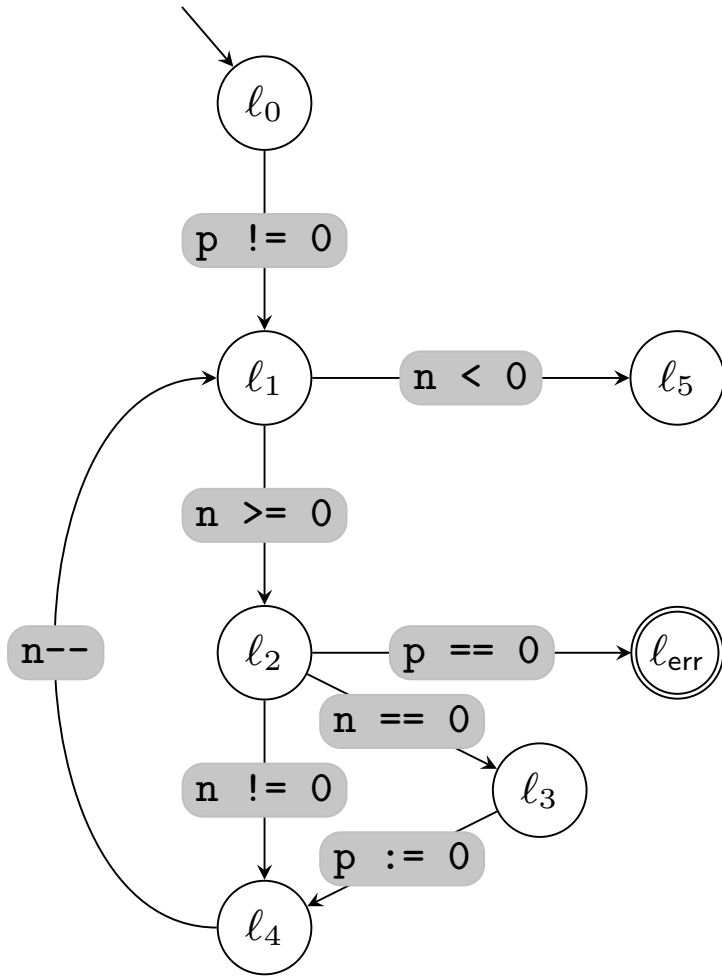 ℓ0
p != 0
ℓ1
n < 0
ℓ5
n >= 0
n--
ℓ2
p == 0
ℓerr
n == 0
n != 0
ℓ3
p := 0
ℓ4